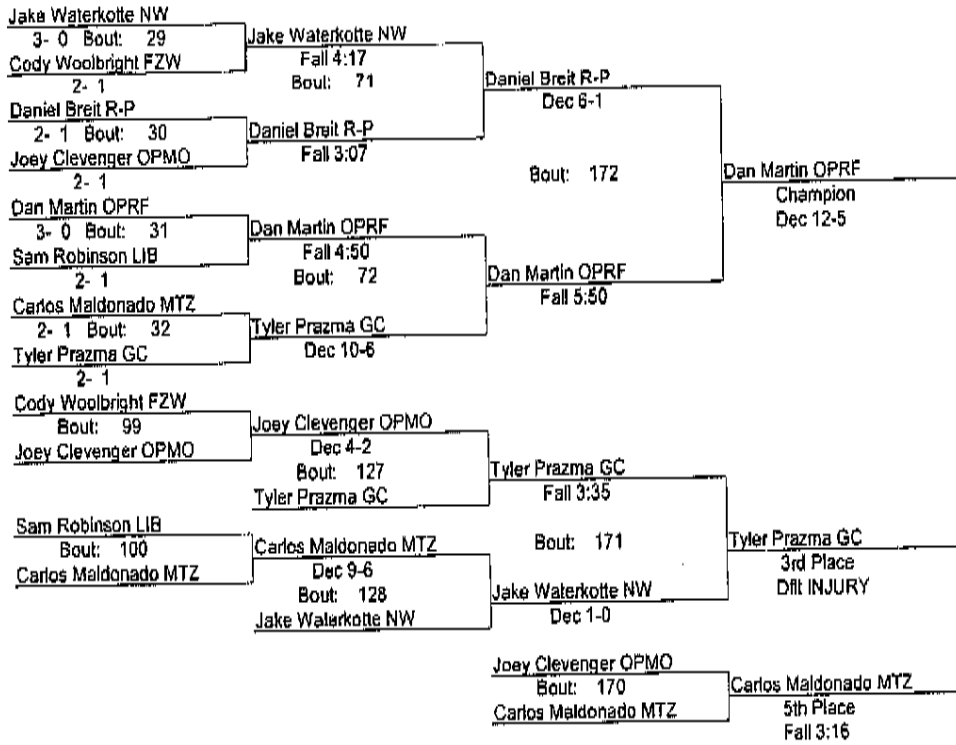 Jake Waterkotte NW
3- 0 Bout: 29
Cody Woolbright FZW
2- 1
Jake Waterkotte NW
Fall 4:17
Bout: 71
Daniel Breit R-P
2- 1 Bout: 30
Joey Clevenger OPMO
2- 1
Daniel Breit R-P
Fall 3:07
Daniel Breit R-P
Dec 6-1
Bout: 172
Dan Martin OPRF
Champion
Dec 12-5
Dan Martin OPRF
3- 0 Bout: 31
Sam Robinson LIB
2- 1
Dan Martin OPRF
Fall 4:50
Bout: 72
Dan Martin OPRF
Fall 5:50
Carlos Maldonado MTZ
2- 1 Bout: 32
Tyler Prazma GC
2- 1
Tyler Prazma GC
Dec 10-6
Cody Woolbright FZW
Bout: 99
Joey Clevenger OPMO
Joey Clevenger OPMO
Dec 4-2
Bout: 127
Tyler Prazma GC
Tyler Prazma GC
Fall 3:35
Bout: 171
Tyler Prazma GC
3rd Place
Dflt INJURY
Sam Robinson LIB
Bout: 100
Carlos Maldonado MTZ
Carlos Maldonado MTZ
Dec 9-6
Bout: 128
Jake Waterkotte NW
Jake Waterkotte NW
Dec 1-0
Joey Clevenger OPMO
Bout: 170
Carlos Maldonado MTZ
Carlos Maldonado MTZ
5th Place
Fall 3:16